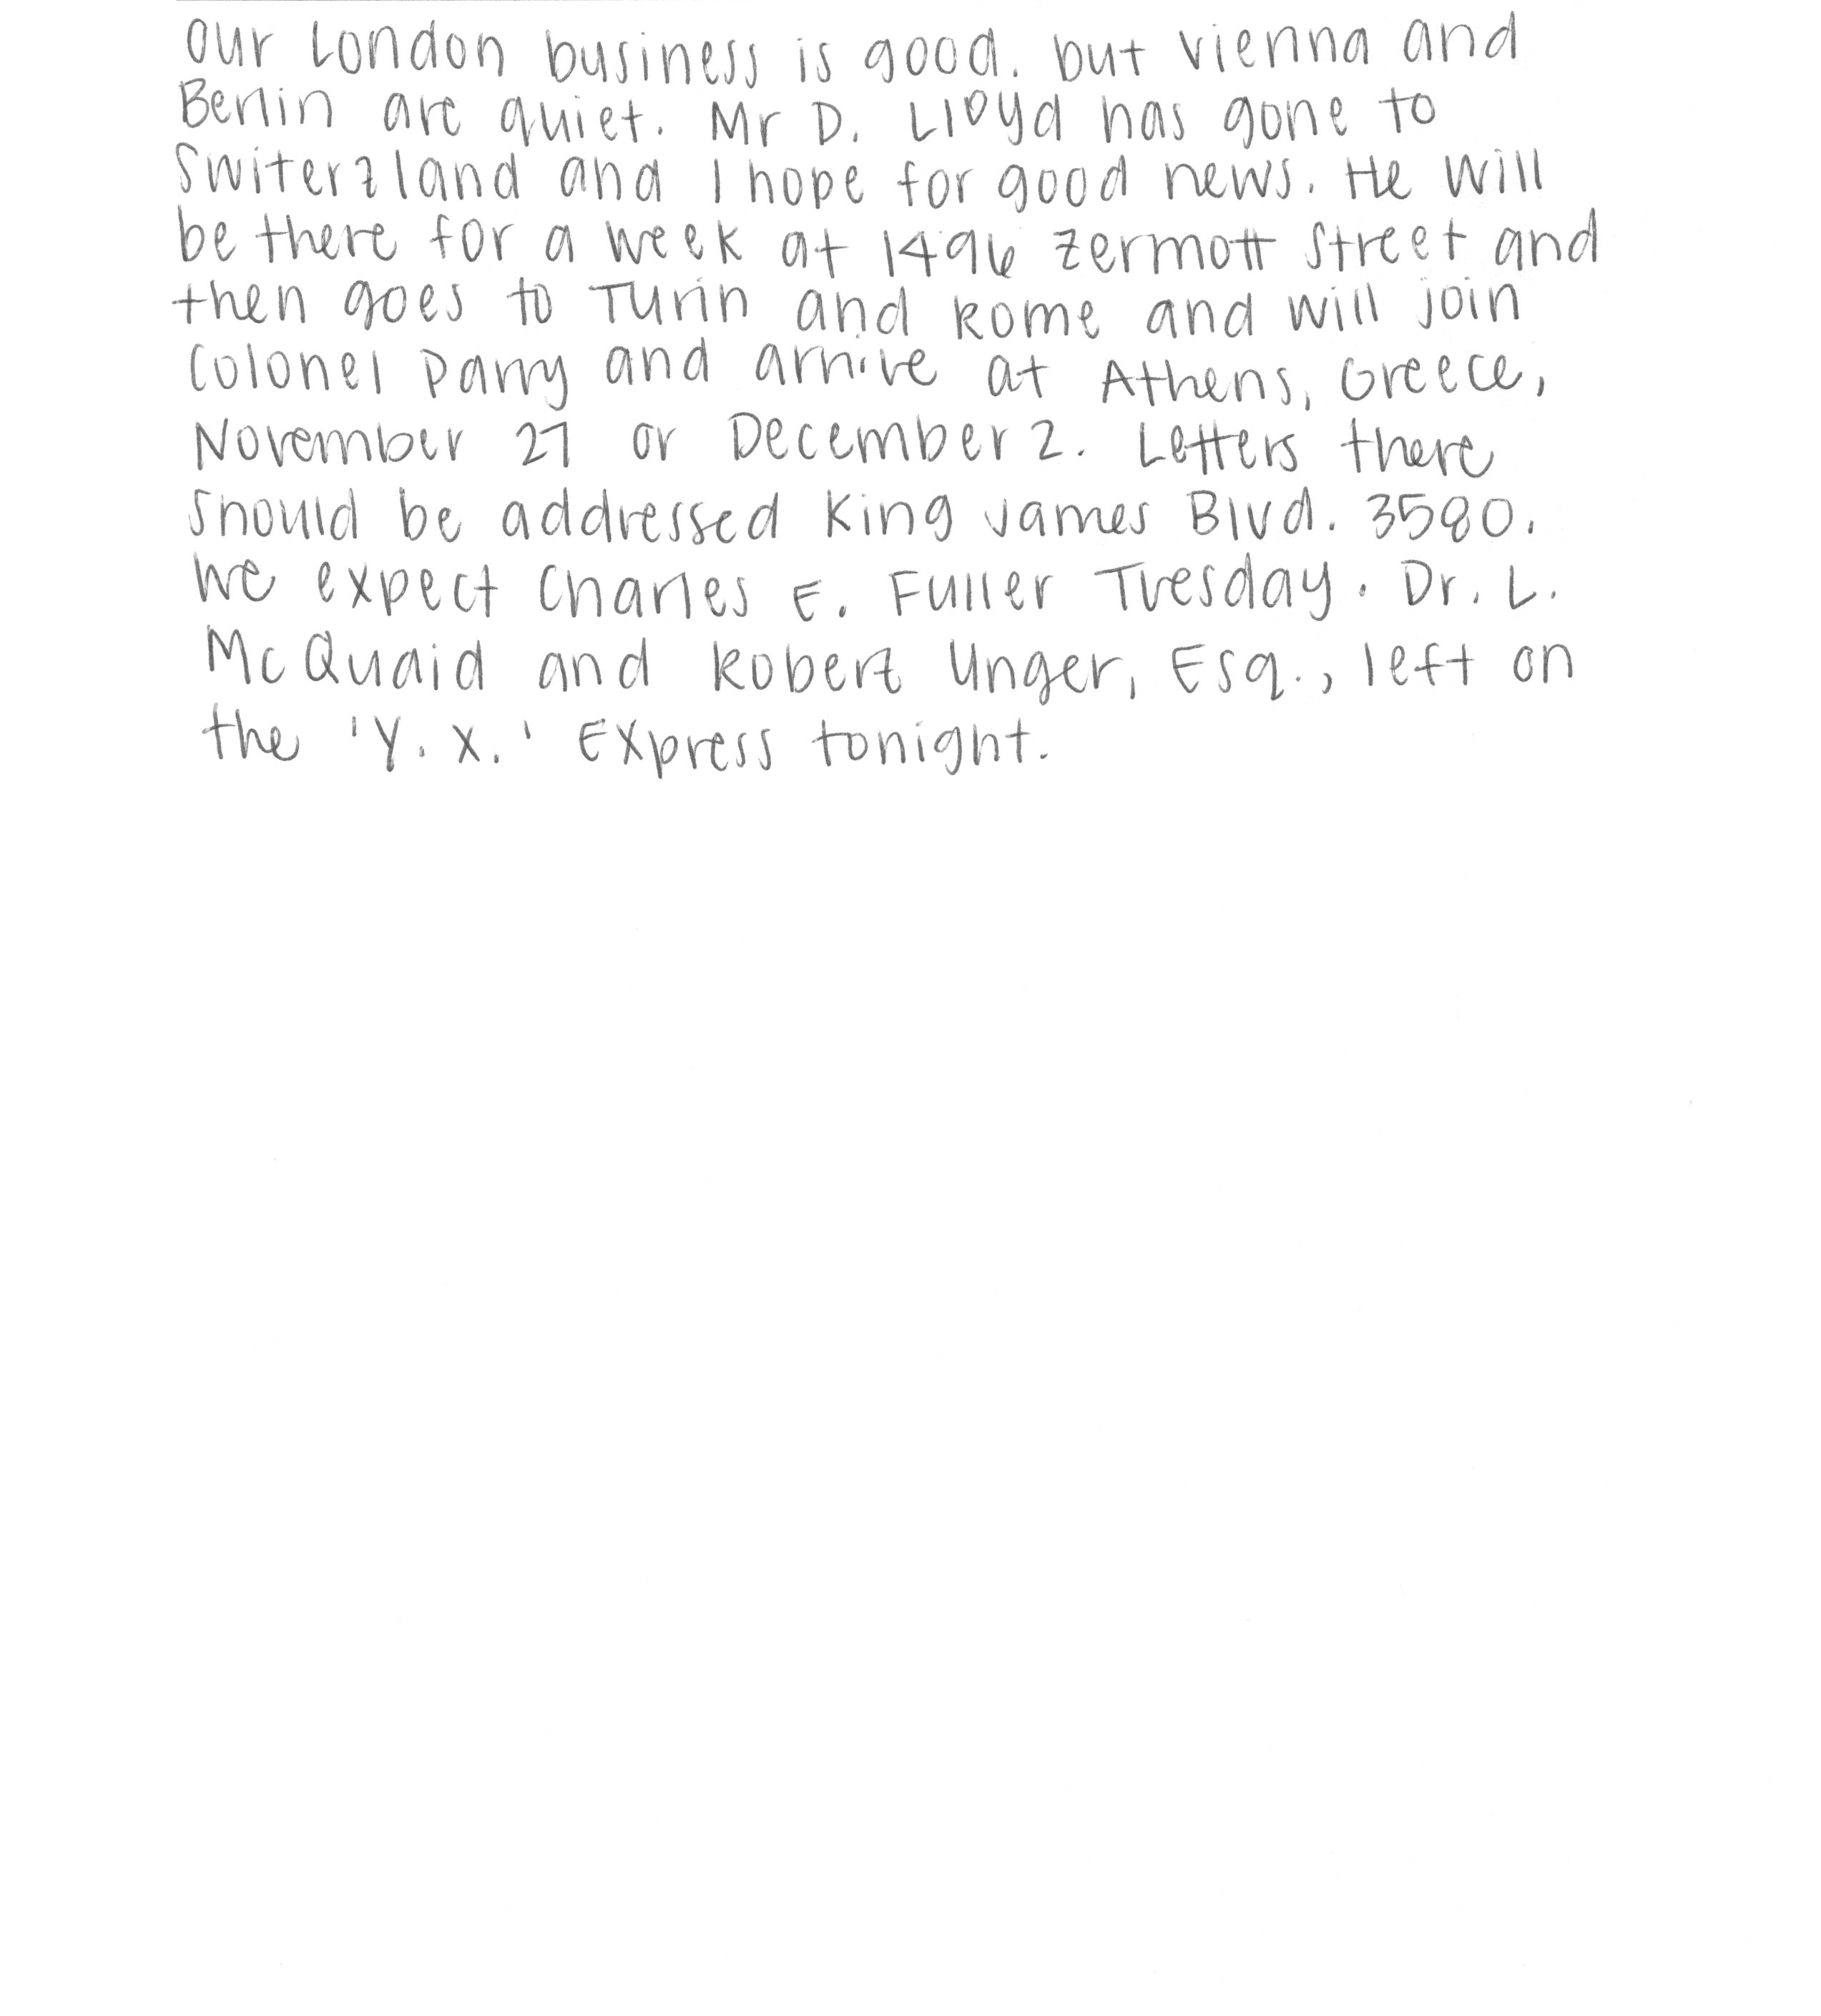 Our London business is good. but Vienna and
Berlin are quiet. Mr D. Lloyd has gone to
Switerzland and I hope for good news. He will
be there for a week at 1496 Zermott Street and
then goes to Turin and Rome and will join
Colonel Parry and arrive at Athens, Greece,
November 27 or December 2. Letters there
should be addressed King James Blvd. 3580.
We expect Charles E. Fuller Tuesday. Dr. L.
McQuaid and Robert Unger, Esq., left on
the 'Y.X.' Express tonight.